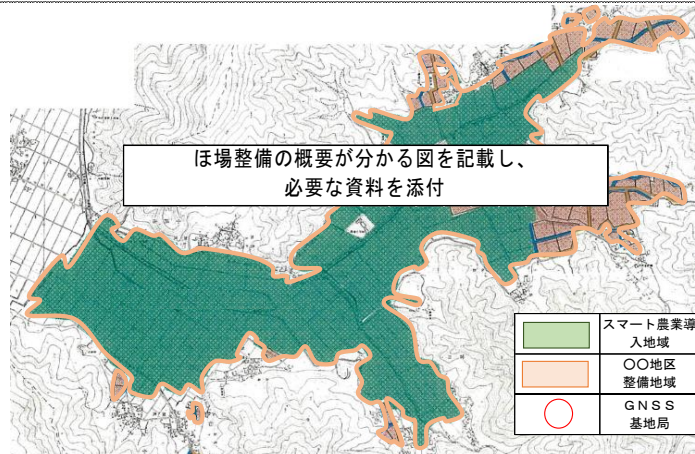 ほ場整備の概要が分かる図を記載し、
必要な資料を添付
スマート農業導
入地域
〇〇地区
整備地域
ＧＮＳＳ
基地局